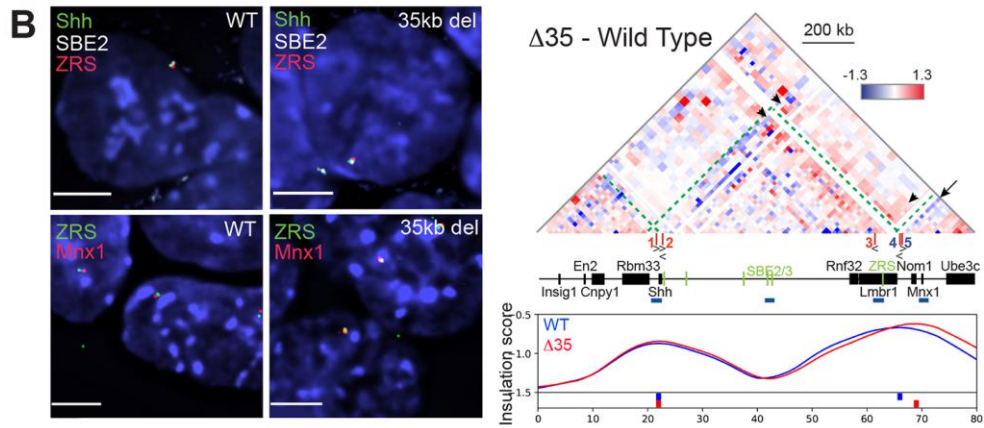 B
Shh
WT
SBE2
ZRS
35kb del
Shh
SBE2
ZRS
ZRS
WT
Mnx1
ZRS
35kb del
Mnx1
Δ35 - Wild Type
200 kb
-1.3
1.3
1
2
3
4
5
> >
<
<
<
En2
Rbm33
SBE2/3
Rnf32
ZRS
Nom1
Ube3c
Insig1
Cnpy1
Shh
Lmbr1
Mnx1
Insulation score
-0.5
-1.0
-1.5
WT
Δ35
0
10
20
30
40
50
60
70
80